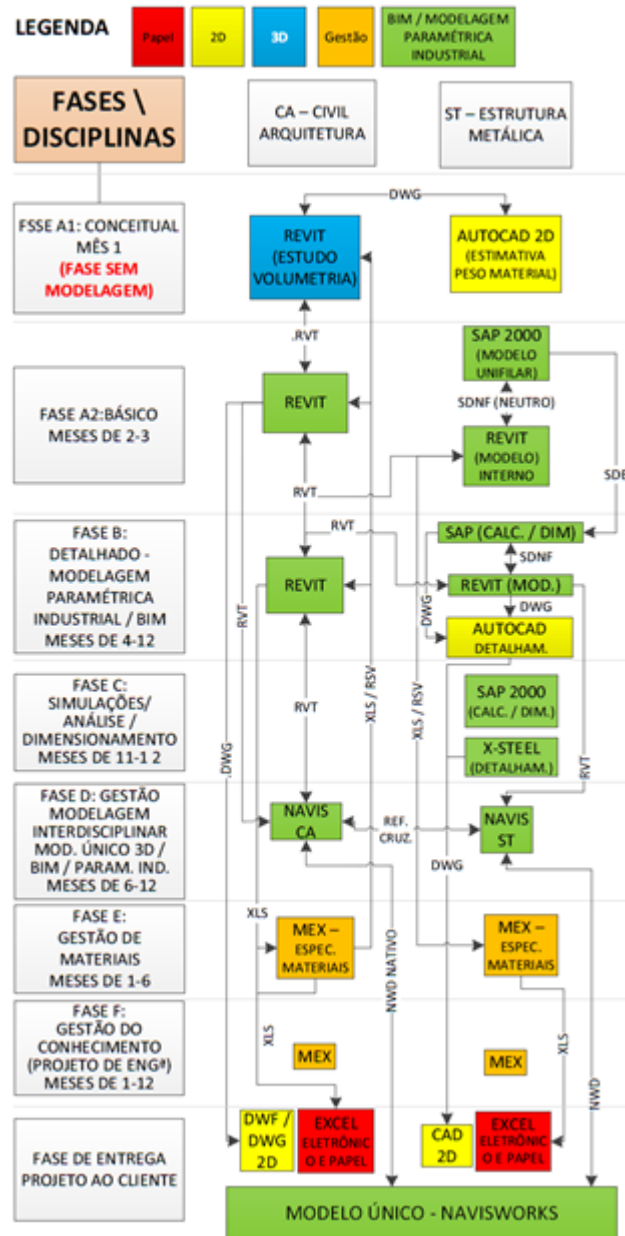 LEGENDA
Papel
2D
3D
Gestão
BIM / MODELAGEM
PARAMÉTRICA
INDUSTRIAL
FASES \
DISCIPLINAS
CA – CIVIL
ARQUITETURA
ST – ESTRUTURA
METÁLICA
FSSE A1: CONCEITUAL
MÊS 1
(FASE SEM
MODELAGEM)
DWG
REVIT
(ESTUDO
VOLUMETRIA)
AUTOCAD 2D
(ESTIMATIVA
PESO MATERIAL)
.RVT
FASE A2:BÁSICO
MESES DE 2-3
REVIT
SAP 2000
(MODELO
UNIFILAR)
SDNF (NEUTRO)
REVIT
(MODELO)
INTERNO
RVT
FASE B:
DETALHADO -
MODELAGEM
PARAMÉTRICA
INDUSTRIAL / BIM
MESES DE 4-12
RVT
REVIT
RVT
SAP (CALC. / DIM)
SDNF
REVIT (MOD.)
DWG
DWG
AUTOCAD
DETALHAM.
FASE C:
SIMULAÇÕES/
ANÁLISE /
DIMENSIONAMENTO
MESES DE 11-1 2
.DWG
RVT
XLS / RSV
XLS / RSV
SAP 2000
(CALC. / DIM.)
X-STEEL
(DETALHAM.)
RVT
FASE D: GESTÃO
MODELAGEM
INTERDISCIPLINAR
MOD. ÚNICO 3D /
BIM / PARAM. IND.
MESES DE 6-12
NAVIS
CA
REF.
CRUZ.
NAVIS
ST
DWG
FASE E:
GESTÃO DE
MATERIAIS
MESES DE 1-6
XLS
MEX –
ESPEC.
MATERIAIS
NWD NATIVO
MEX –
ESPEC.
MATERIAIS
FASE F:
GESTÃO DO
CONHECIMENTO
(PROJETO DE ENGª)
MESES DE 1-12
XLS
MEX
MEX
XLS
NWD
FASE DE ENTREGA
PROJETO AO CLIENTE
DWF /
DWG
2D
EXCEL
ELETRÔNIC
O E PAPEL
CAD
2D
EXCEL
ELETRÔNIC
O E PAPEL
MODELO ÚNICO - NAVISWORKS